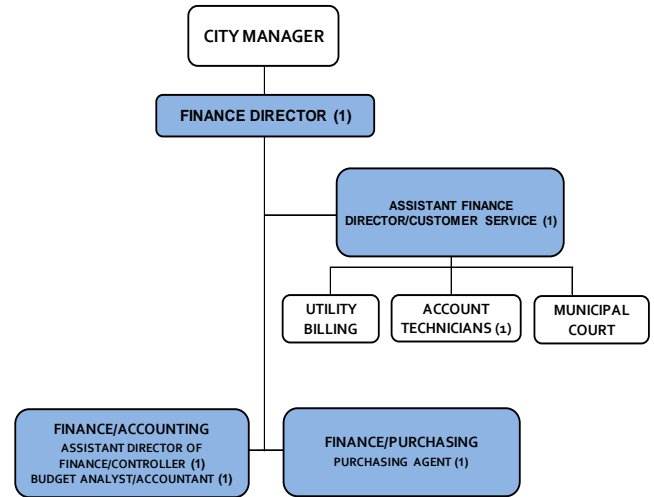 CITY MANAGER
FINANCE DIRECTOR (1)
ASSISTANT FINANCE
DIRECTOR/CUSTOMER SERVICE (1)
UTILITY
BILLING
ACCOUNT
TECHNICIANS (1)
MUNICIPAL
COURT
FINANCE/ACCOUNTING
ASSISTANT DIRECTOR OF
FINANCE/CONTROLLER (1)
BUDGET ANALYST/ACCOUNTANT (1)
FINANCE/PURCHASING
PURCHASING AGENT (1)